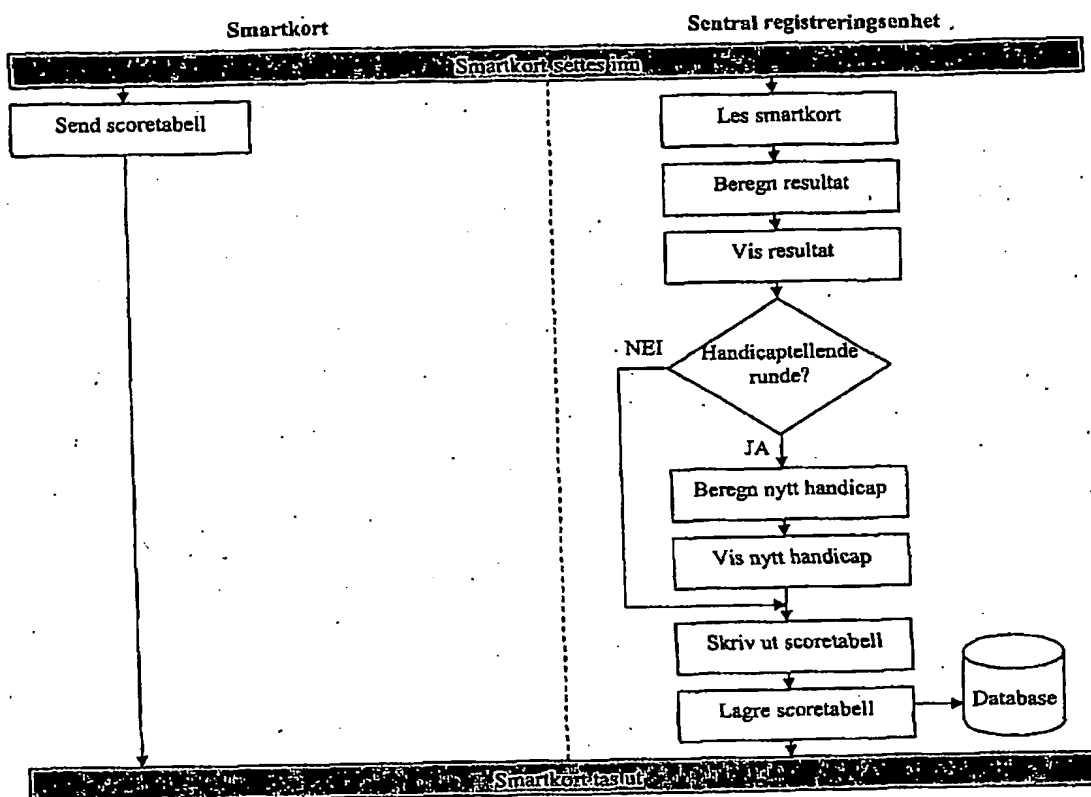 Smartkort
Sentral registreringsenhet
Smartkort settes inn
Send scoretabell
Les smartkort
Beregn resultat
Vis resultat
NEI
Handicaptellende
runde?
JA
Beregn nytt handicap
Vis nytt handicap
Skriv ut scoretabell
Lagre scoretabell
Database
Smartkort tas ut